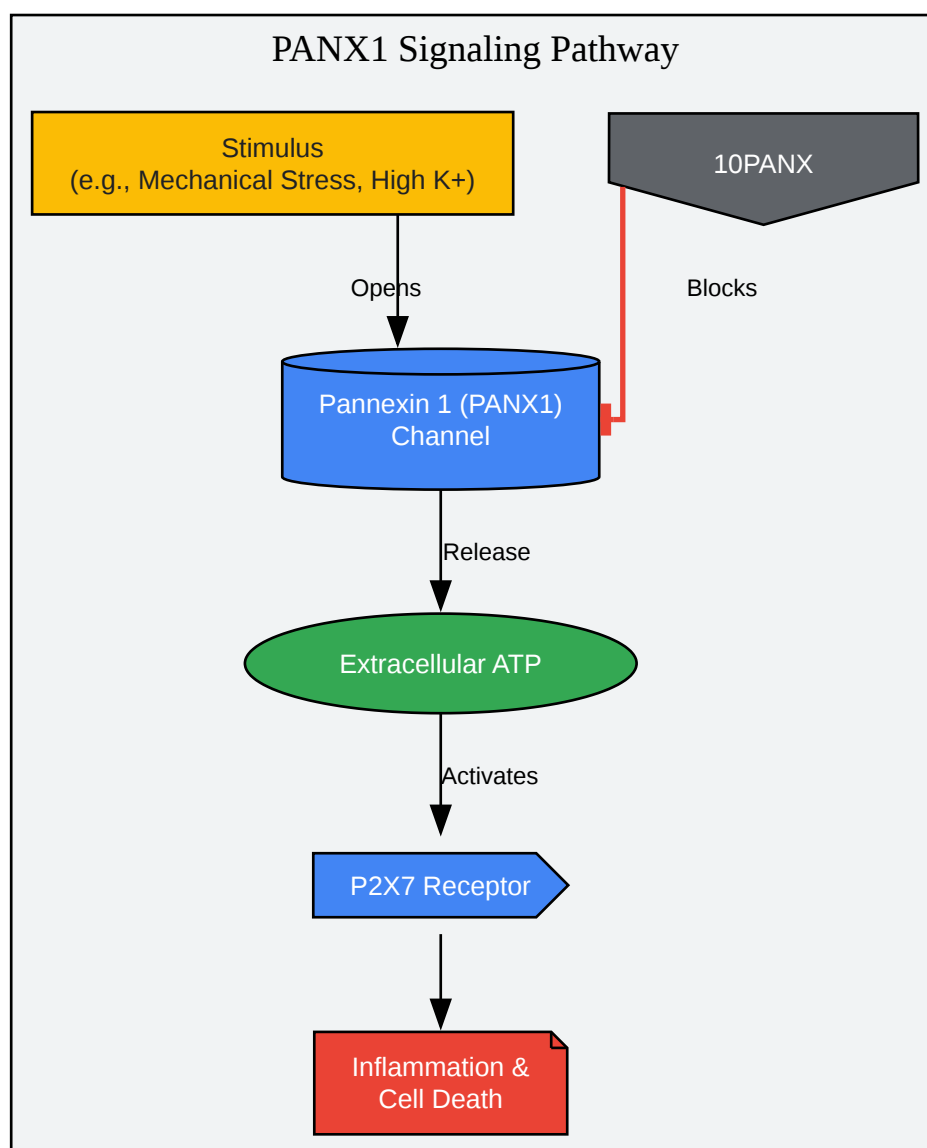 PANX1 Signaling Pathway
Stimulus
(e.g., Mechanical Stress, High K+)
10PANX
Opens
Blocks
Pannexin 1 (PANX1)
Channel
Release
Extracellular ATP
Activates
P2X7 Receptor
Inflammation &
Cell Death